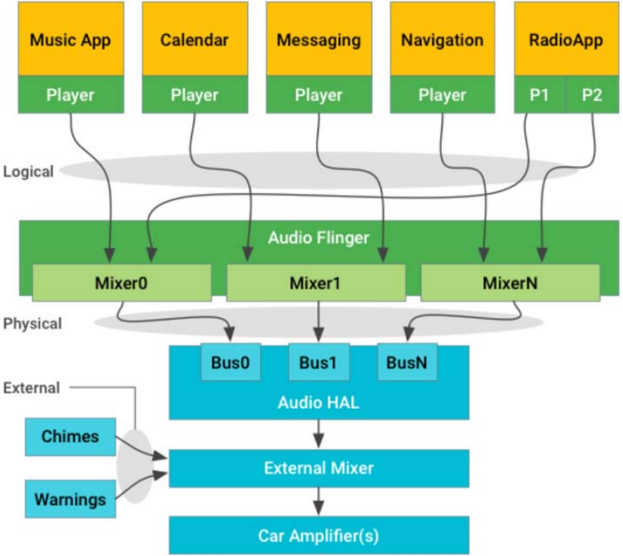 Music App
Calendar
Messaging
Navigation
RadioApp
Player
Player
Player
Player
P1
P2
Logical
Audio Flinger
Mixer0
Mixer1
MixerN
Physical
Bus0
Bus1
BusN
Audio HAL
External
Chimes
External Mixer
Warnings
Car Amplifier(s)